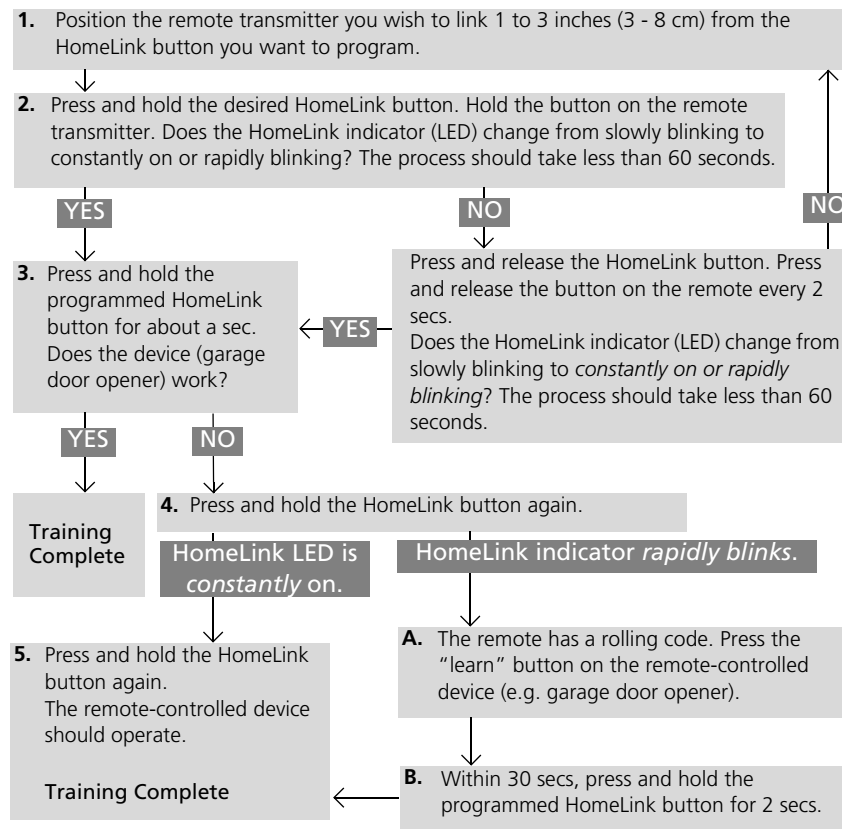 1. Position the remote transmitter you wish to link 1 to 3 inches (3 - 8 cm) from the
HomeLink button you want to program.
2. Press and hold the desired HomeLink button. Hold the button on the remote
transmitter. Does the HomeLink indicator (LED) change from slowly blinking to
constantly on or rapidly blinking? The process should take less than 60 seconds.
YES
NO
NO
3. Press and hold the
programmed HomeLink
button for about a sec.
Does the device (garage
door opener) work?
YES
Press and release the HomeLink button. Press
and release the button on the remote every 2
secs.
Does the HomeLink indicator (LED) change from
slowly blinking to constantly on or rapidly
blinking? The process should take less than 60
seconds.
YES
NO
Training
Complete
4. Press and hold the HomeLink button again.
HomeLink LED is
constantly on.
HomeLink indicator rapidly blinks.
A. The remote has a rolling code. Press the
“learn” button on the remote-controlled
device (e.g. garage door opener).
B. Within 30 secs, press and hold the
programmed HomeLink button for 2 secs.
5. Press and hold the HomeLink
button again.
The remote-controlled device
should operate.
Training Complete